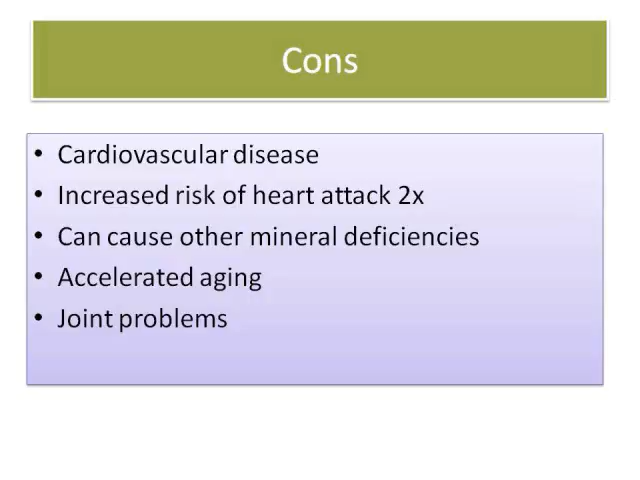 Cons
• Cardiovascular disease
• Increased risk of heart attack 2x
• Can cause other mineral deficiencies
• Accelerated aging
• Joint problems